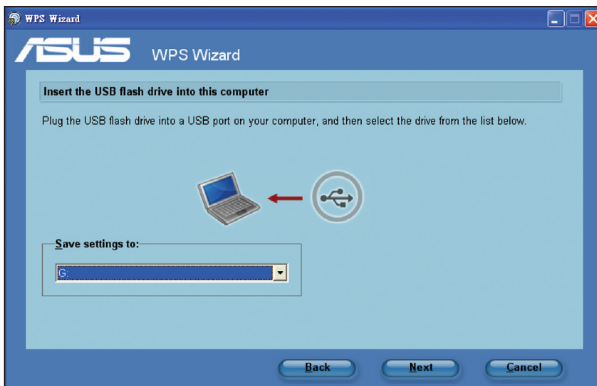 WPS Wizard
ASUS WPS Wizard
Insert the USB flash drive into this computer
Plug the USB flash drive into a USB port on your computer, and then select the drive from the list below.
Save settings to:
G:
Back Next Cancel